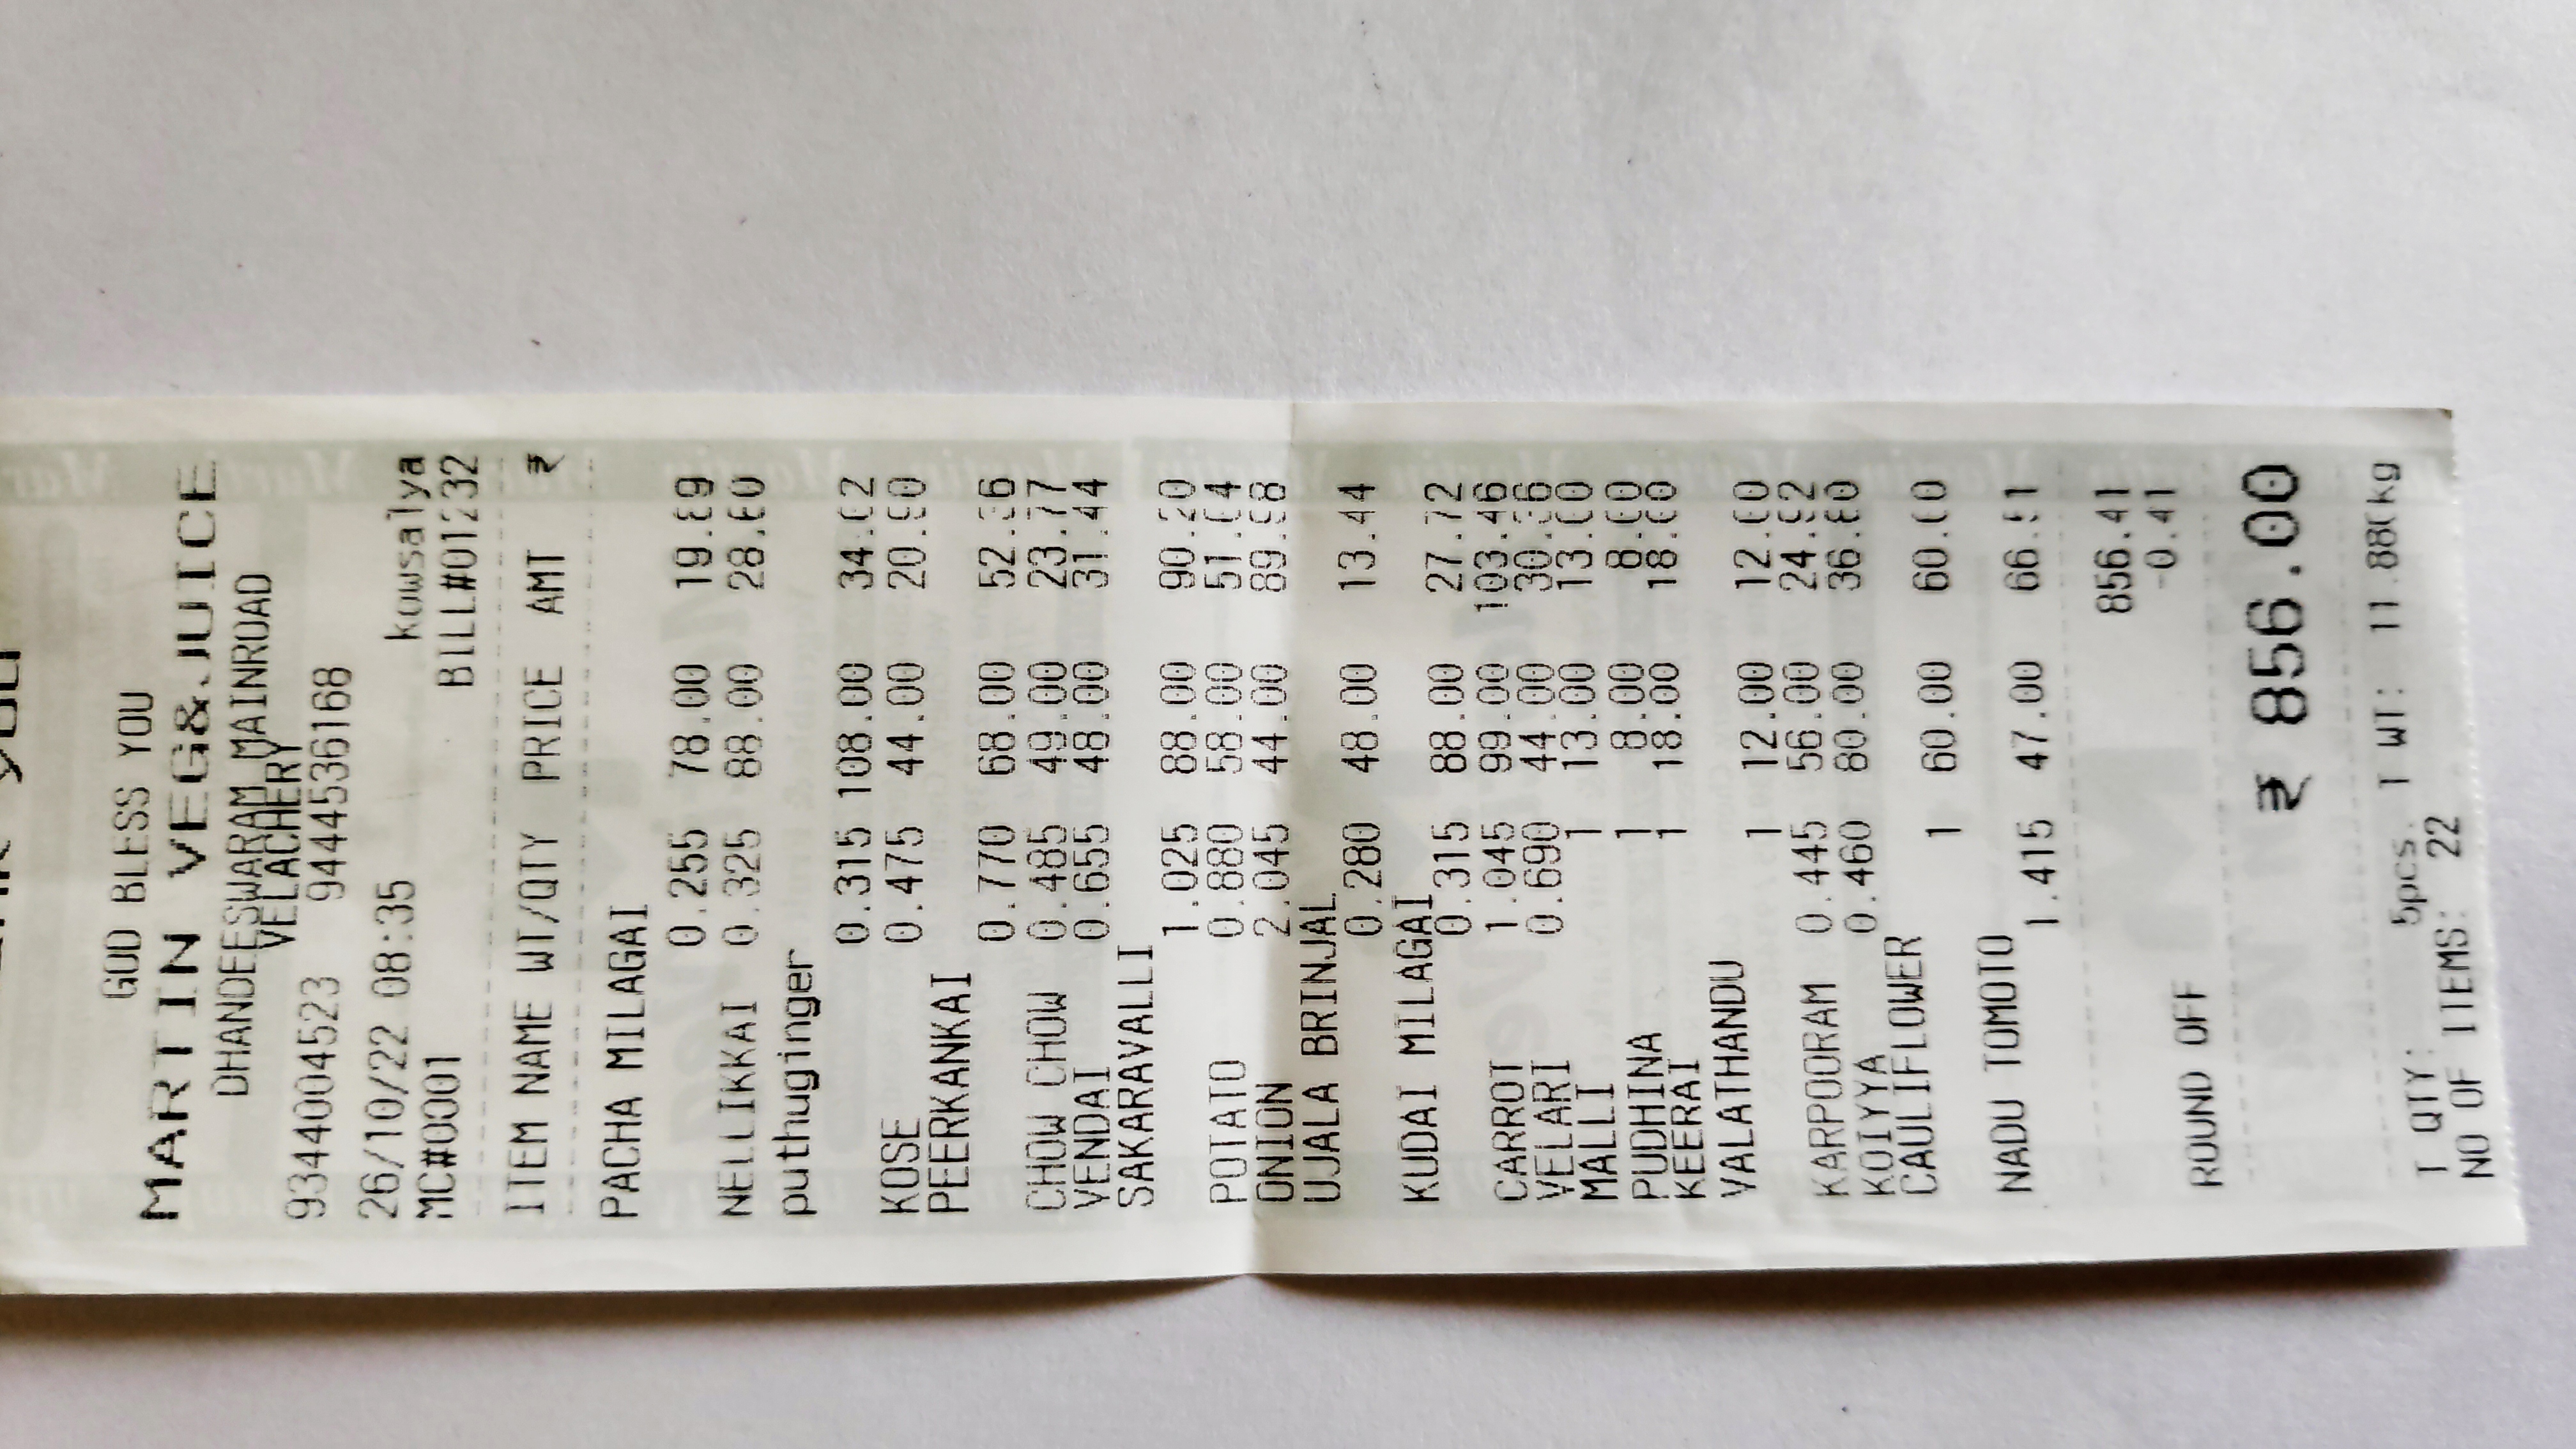 GOD BLESS YOU
MARTIN VEG&JUICE
DHANDEESWARAM MAINROAD
VELACHERY
9344004523 9444536168
26/10/22 08:35 kowsalya
MC#0001 BILL#01232
ITEM NAME WT/QTY PRICE AMT ₹
PACHA MILAGAI
0.255 78.00 19.89
NELLIKKAI 0.325 88.00 28.60
puthuginger
0.315 108.00 34.02
KOSE 0.475 44.00 20.90
PEERKANKAI
0.770 68.00 52.36
CHOW CHOW 0.485 49.00 23.77
VENDAI 0.655 48.00 31.44
SAKARAVALLI
1.025 88.00 90.20
POTATO 0.880 58.00 51.04
ONION 2.045 44.00 89.98
UJALA BRINJAL
0.280 48.00 13.44
KUDAI MILAGAI
0.315 88.00 27.72
CARROT 1.045 99.00 103.46
VELARI 0.690 44.00 30.36
MALLI 1 13.00 13.00
PUDHINA 1 8.00 8.00
KEERAI 1 18.00 18.00
VALATHANDU
1 12.00 12.00
KARPOORAM 0.445 56.00 24.92
KOIYYA 0.460 80.00 36.80
CAULIFLOWER
1 60.00 60.00
NADU TOMOTO
1.415 47.00 66.51
856.41
ROUND OFF -0.41
₹ 856.00
T QTY: 5pcs. T WT: 11.880kg
NO OF ITEMS: 22